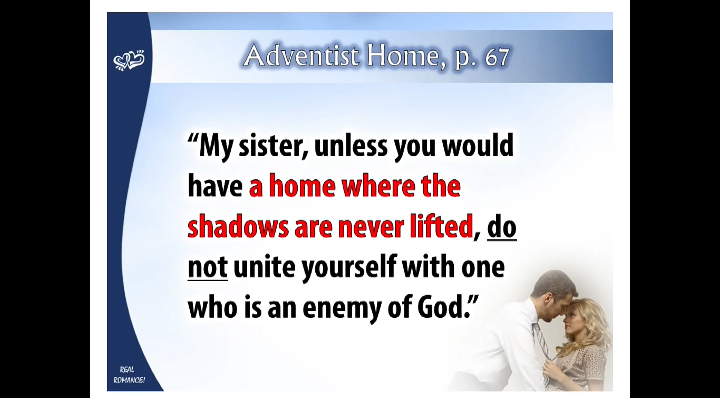 Adventist Home, p. 67
“My sister, unless you would
have a home where the
shadows are never lifted, do
not unite yourself with one
who is an enemy of God.”
REAL
ROMANCE!